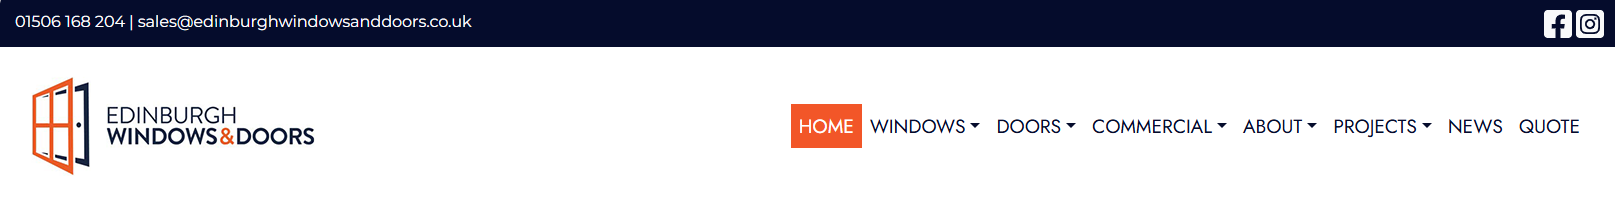 01506 168 204 | sales@edinburghwindowsanddoors.co.uk
EDINBURGH
WINDOWS&DOORS
HOME WINDOWS DOORS COMMERCIAL ABOUT PROJECTS NEWS QUOTE